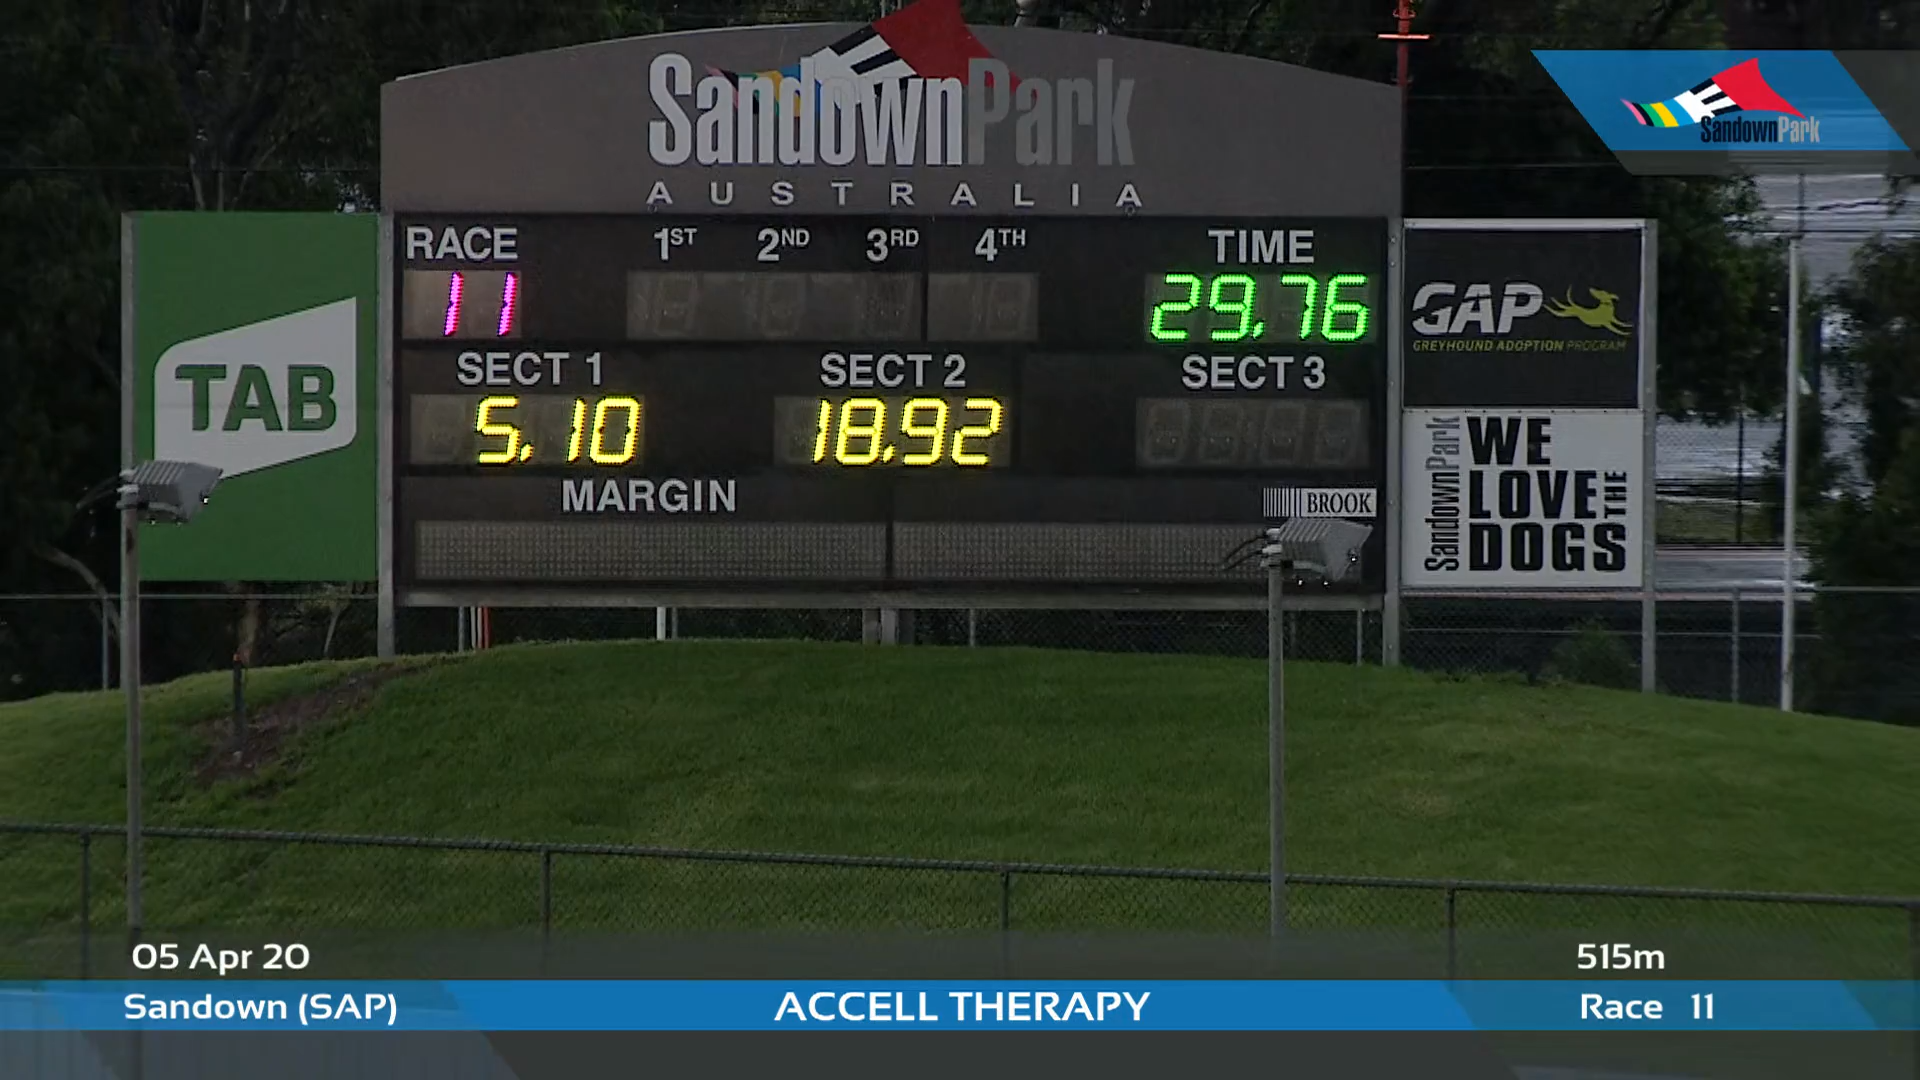 SandownPark
AUSTRALIA
SandownPark
RACE 1ST 2ND 3RD 4TH TIME
11 29.76
SECT 1 SECT 2 SECT 3
5.10 18.92
MARGIN
BROOK
TAB
GAP
GREYHOUND ADOPTION PROGRAM
SandownPark
WE
LOVE THE
DOGS
05 Apr 20
515m
Sandown (SAP)
ACCELL THERAPY
Race 11